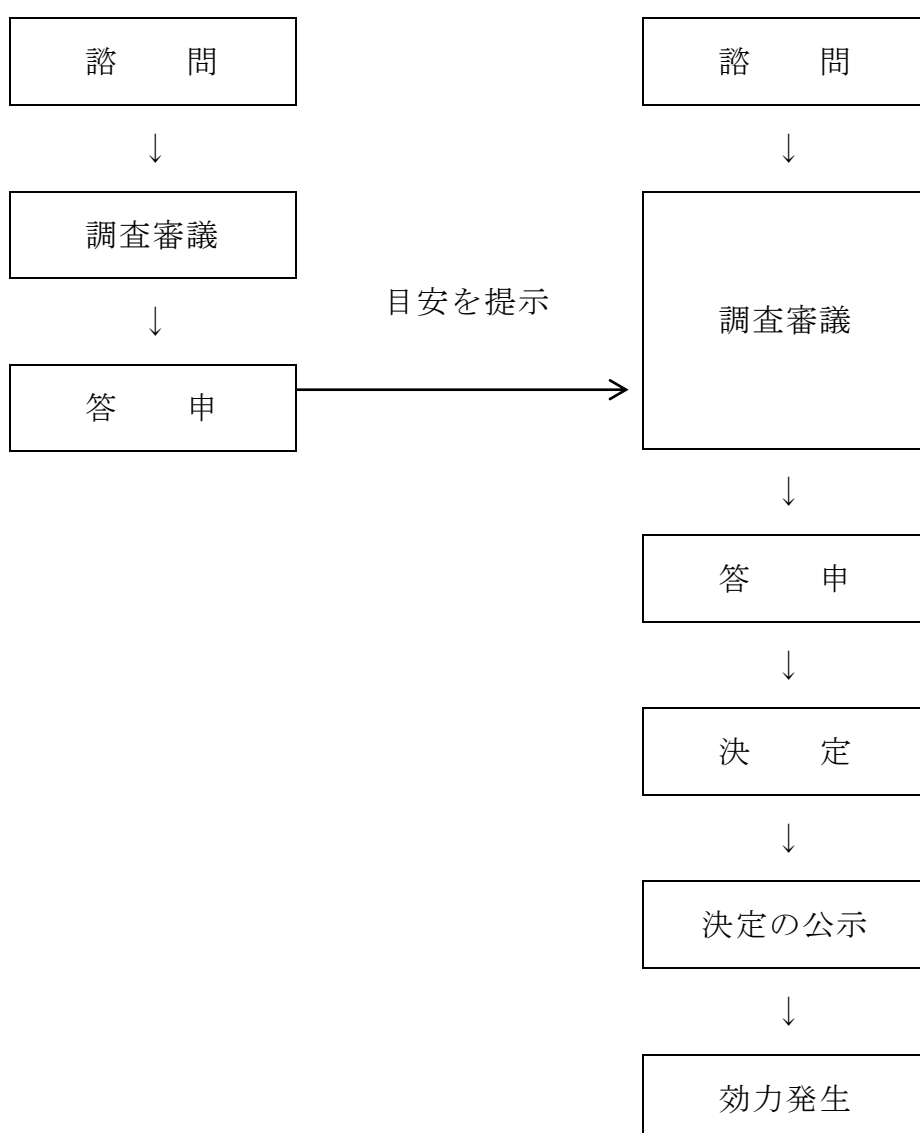 諮　　問
↓
調査審議
↓
答　　申
目安を提示
諮　　問
↓
調査審議
↓
答　　申
↓
決　　定
↓
決定の公示
↓
効力発生